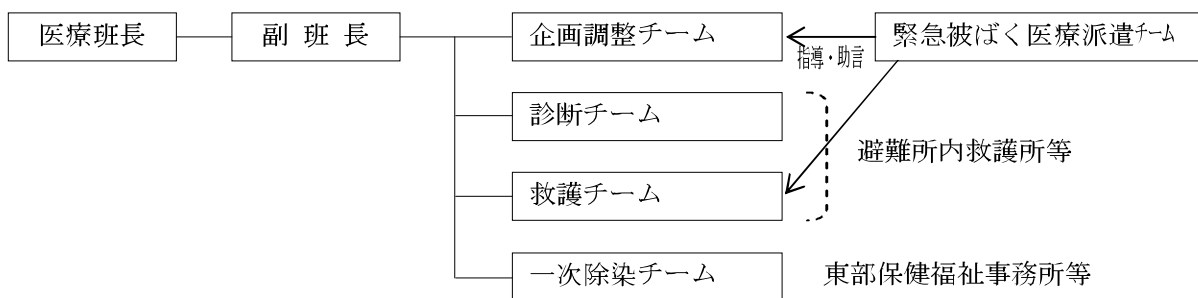 医療班長 副班長 企画調整チーム 緊急被ばく医療派遣チーム
指導・助言
診断チーム
避難所内救護所等
救護チーム
一次除染チーム 東部保健福祉事務所等